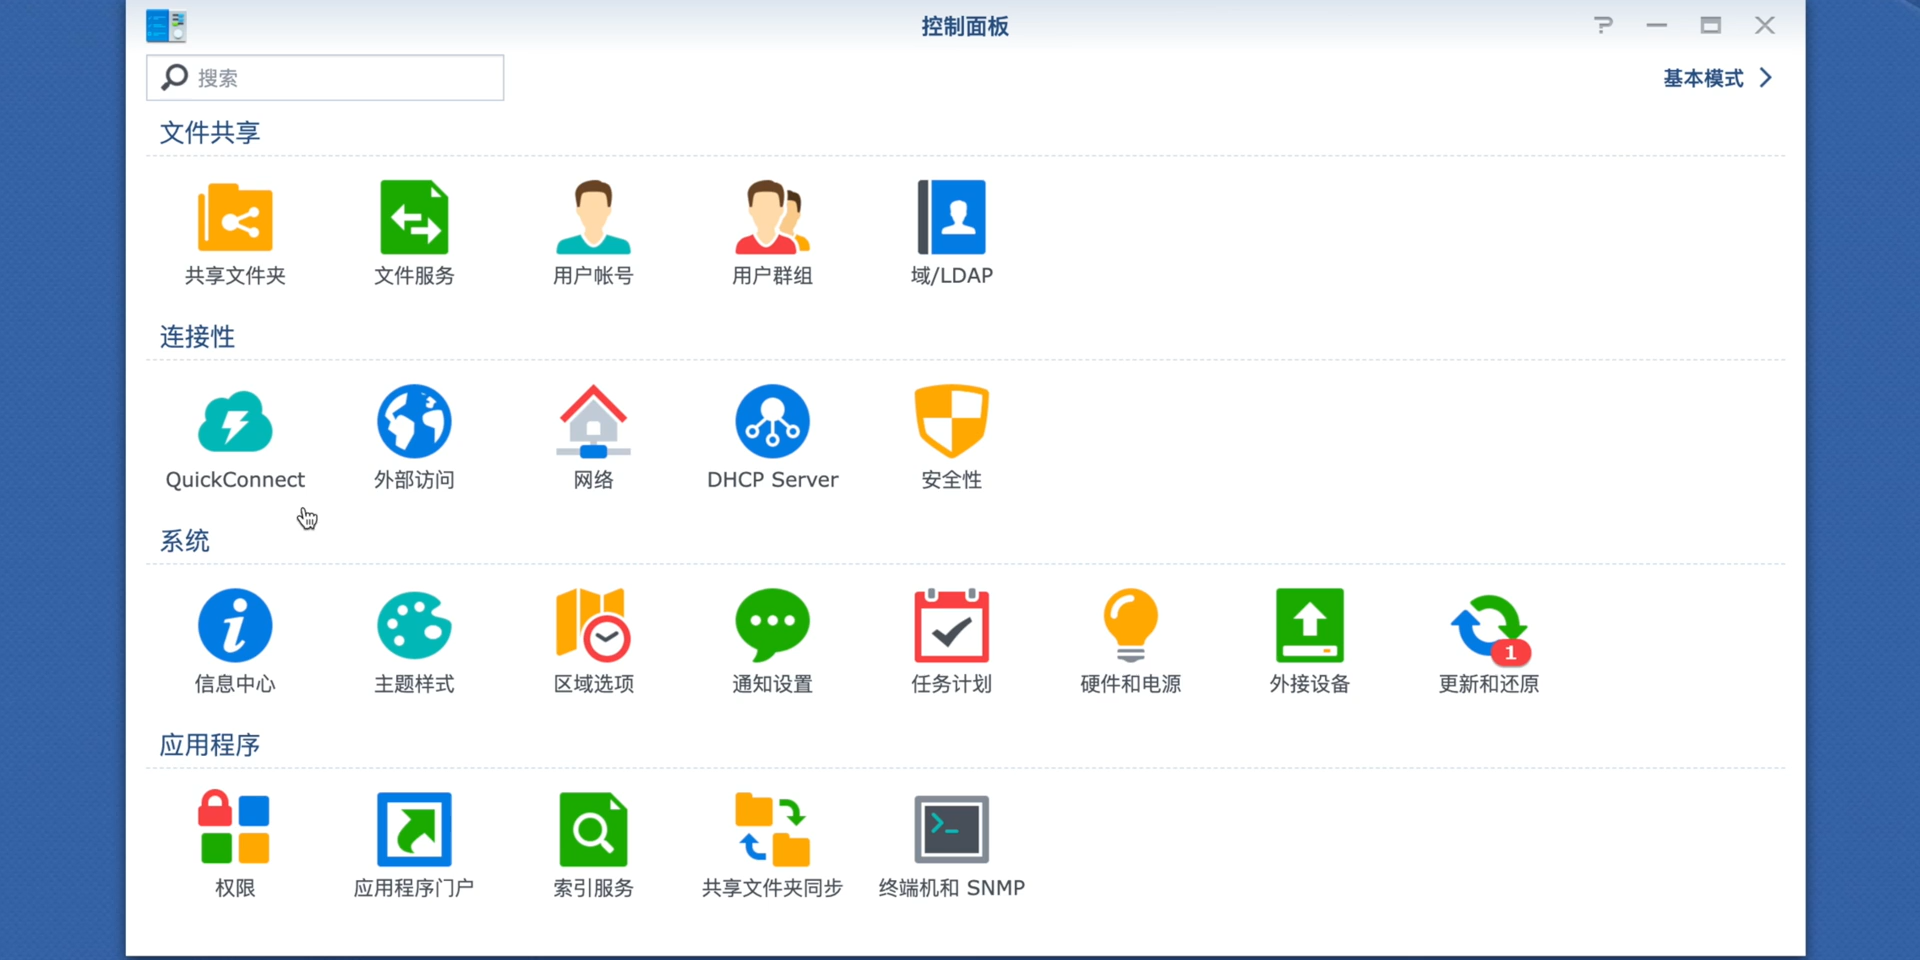 控制面板
搜索
基本模式
文件共享
共享文件夹 文件服务 用户帐号 用户群组 域/LDAP
连接性
QuickConnect 外部访问 网络 DHCP Server 安全性
系统
信息中心 主题样式 区域选项 通知设置 任务计划 硬件和电源 外接设备 1 更新和还原
应用程序
权限 应用程序门户 索引服务 共享文件夹同步 终端机和 SNMP